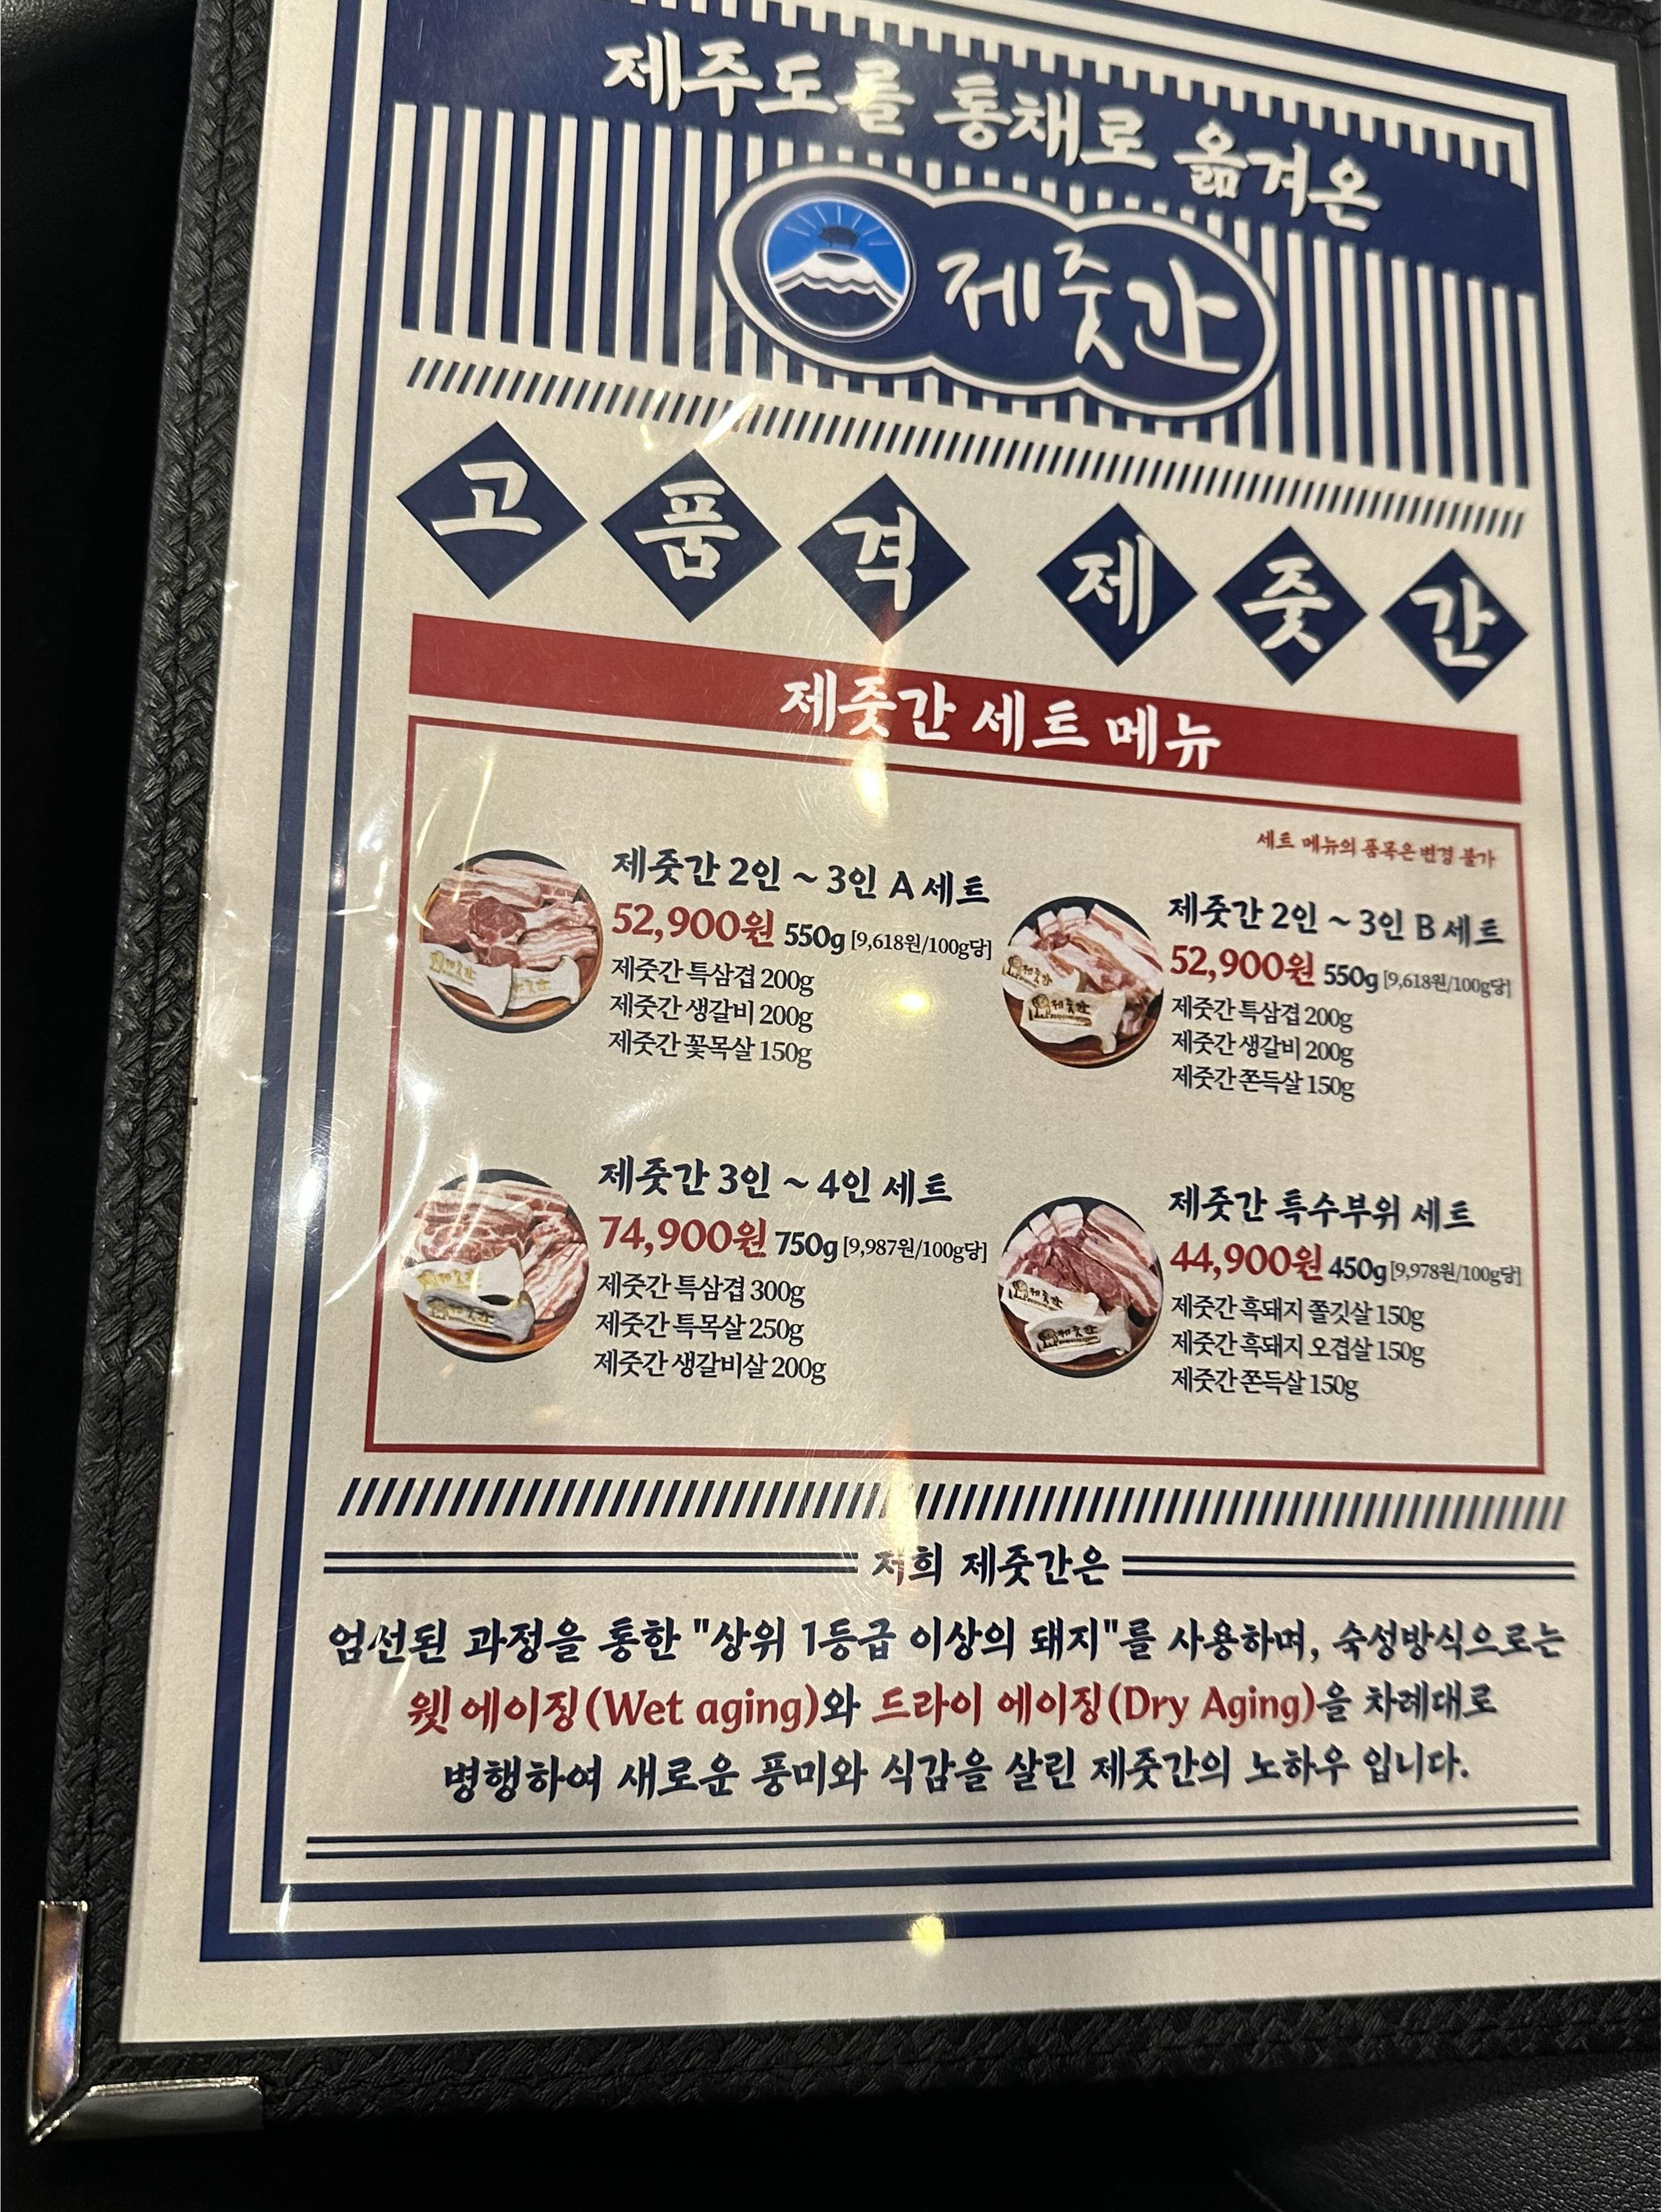 제주도를 통채로 옮겨온
제줏간
고품격 제줏간
제줏간 세트 메뉴
세트 메뉴의 품목은 변경 불가
제줏간 2인 ~ 3인 A 세트
52,900원 550g [9,618원/100g당]
제줏간 특삼겹 200g
제줏간 생갈비 200g
제줏간 꽃목살 150g
제줏간 2인 ~ 3인 B 세트
52,900원 550g [9,618원/100g당]
제줏간 특삼겹 200g
제줏간 생갈비 200g
제줏간 쫀득살 150g
제줏간 3인 ~ 4인 세트
74,900원 750g [9,987원/100g당]
제줏간 특삼겹 300g
제줏간 특목살 250g
제줏간 생갈비살 200g
제줏간 특수부위 세트
44,900원 450g [9,978원/100g당]
제줏간 흑돼지 쫄깃살 150g
제줏간 흑돼지 오겹살 150g
제줏간 쫀득살 150g
저희 제줏간은
엄선된 과정을 통한 "상위 1등급 이상의 돼지"를 사용하며, 숙성방식으로는
웻 에이징(Wet aging)와 드라이 에이징(Dry Aging)을 차례대로
병행하여 새로운 풍미와 식감을 살린 제줏간의 노하우 입니다.